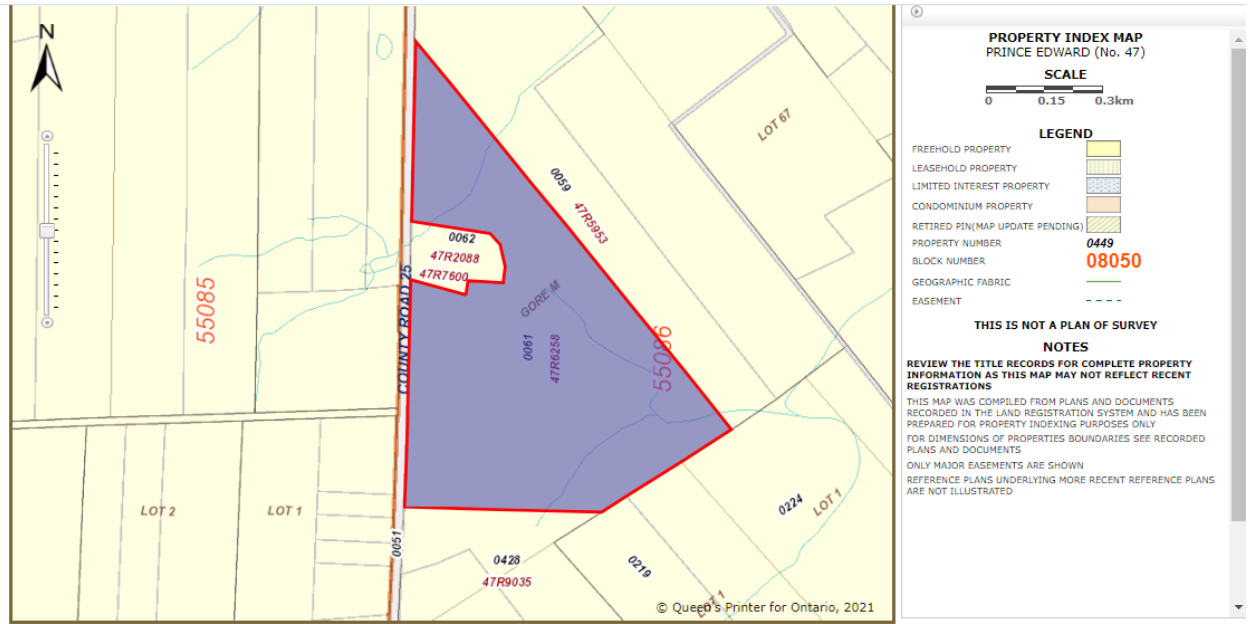 N
LOT 67
0059
47R5953
0062
47R2088
47R7600
COUNTY ROAD 25
55085
GORE M
0061
47R6258
55086
LOT 2
LOT 1
0051
0428
47R9035
0219
LOT 1
0224
LOT 1
© Queen's Printer for Ontario, 2021
PROPERTY INDEX MAP
PRINCE EDWARD (No. 47)
SCALE
0 0.15 0.3km
LEGEND
FREEHOLD PROPERTY
LEASEHOLD PROPERTY
LIMITED INTEREST PROPERTY
CONDOMINIUM PROPERTY
RETIRED PIN(MAP UPDATE PENDING)
PROPERTY NUMBER 0449
BLOCK NUMBER 08050
GEOGRAPHIC FABRIC
EASEMENT
THIS IS NOT A PLAN OF SURVEY
NOTES
REVIEW THE TITLE RECORDS FOR COMPLETE PROPERTY
INFORMATION AS THIS MAP MAY NOT REFLECT RECENT
REGISTRATIONS
THIS MAP WAS COMPILED FROM PLANS AND DOCUMENTS
RECORDED IN THE LAND REGISTRATION SYSTEM AND HAS BEEN
PREPARED FOR PROPERTY INDEXING PURPOSES ONLY
FOR DIMENSIONS OF PROPERTIES BOUNDARIES SEE RECORDED
PLANS AND DOCUMENTS
ONLY MAJOR EASEMENTS ARE SHOWN
REFERENCE PLANS UNDERLYING MORE RECENT REFERENCE PLANS
ARE NOT ILLUSTRATED